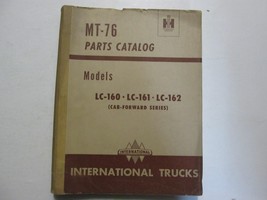 MT-76
PARTS CATALOG
Models
LC-160 · LC-161 · LC-162
(CAB-FORWARD SERIES)
INTERNATIONAL
INTERNATIONAL TRUCKS